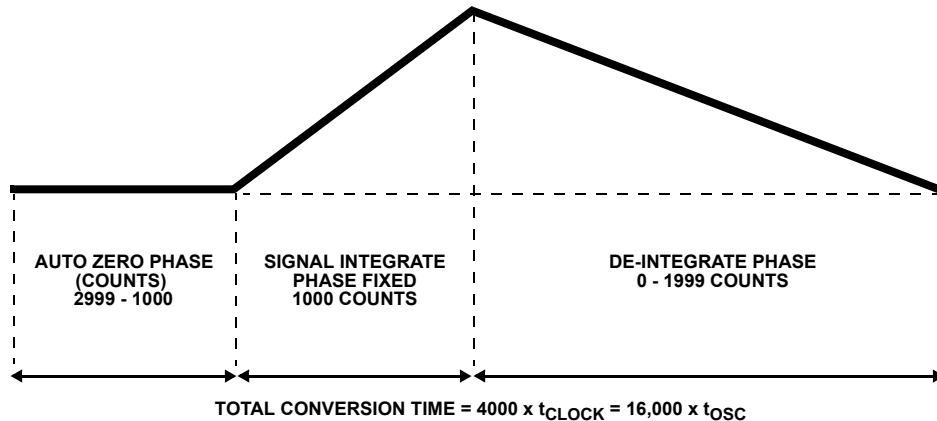 AUTO ZERO PHASE
(COUNTS)
2999 - 1000
SIGNAL INTEGRATE
PHASE FIXED
1000 COUNTS
DE-INTEGRATE PHASE
0 - 1999 COUNTS
TOTAL CONVERSION TIME = 4000 x tCLOCK = 16,000 x tOSC